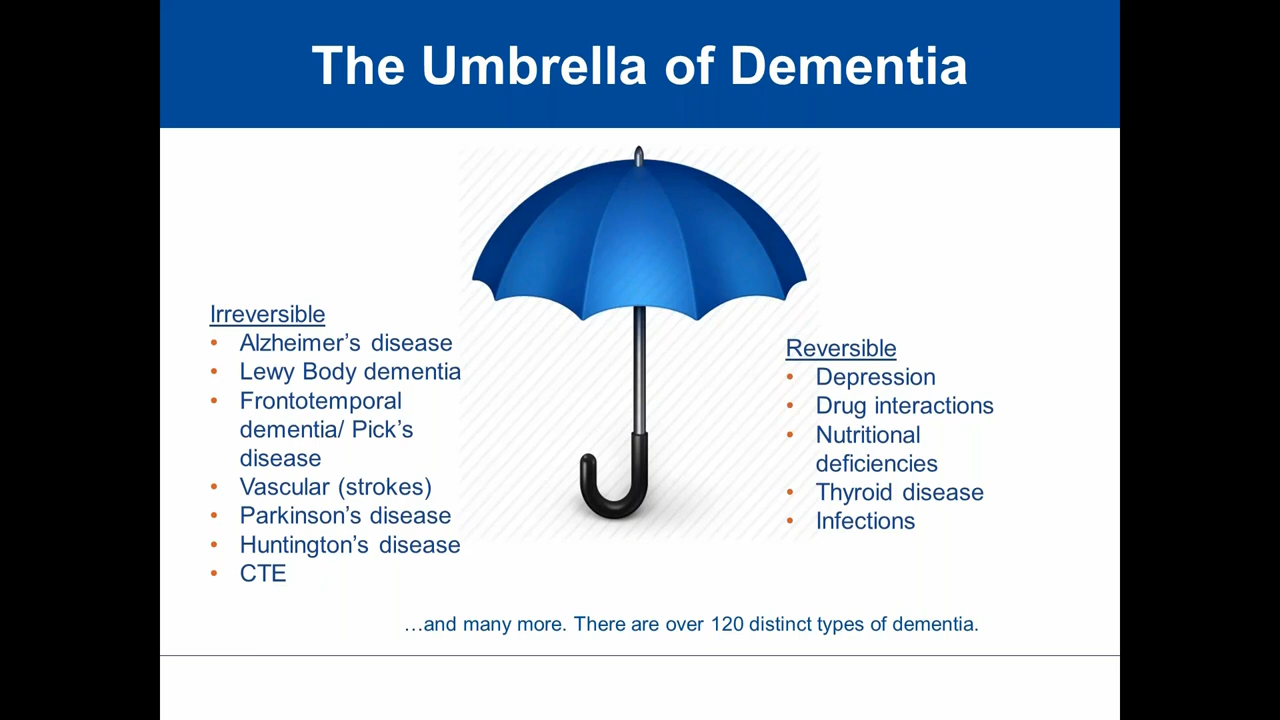 The Umbrella of Dementia
Irreversible
• Alzheimer’s disease
• Lewy Body dementia
• Frontotemporal
dementia/ Pick’s
disease
• Vascular (strokes)
• Parkinson’s disease
• Huntington’s disease
• CTE
Reversible
• Depression
• Drug interactions
• Nutritional
deficiencies
• Thyroid disease
• Infections
…and many more. There are over 120 distinct types of dementia.